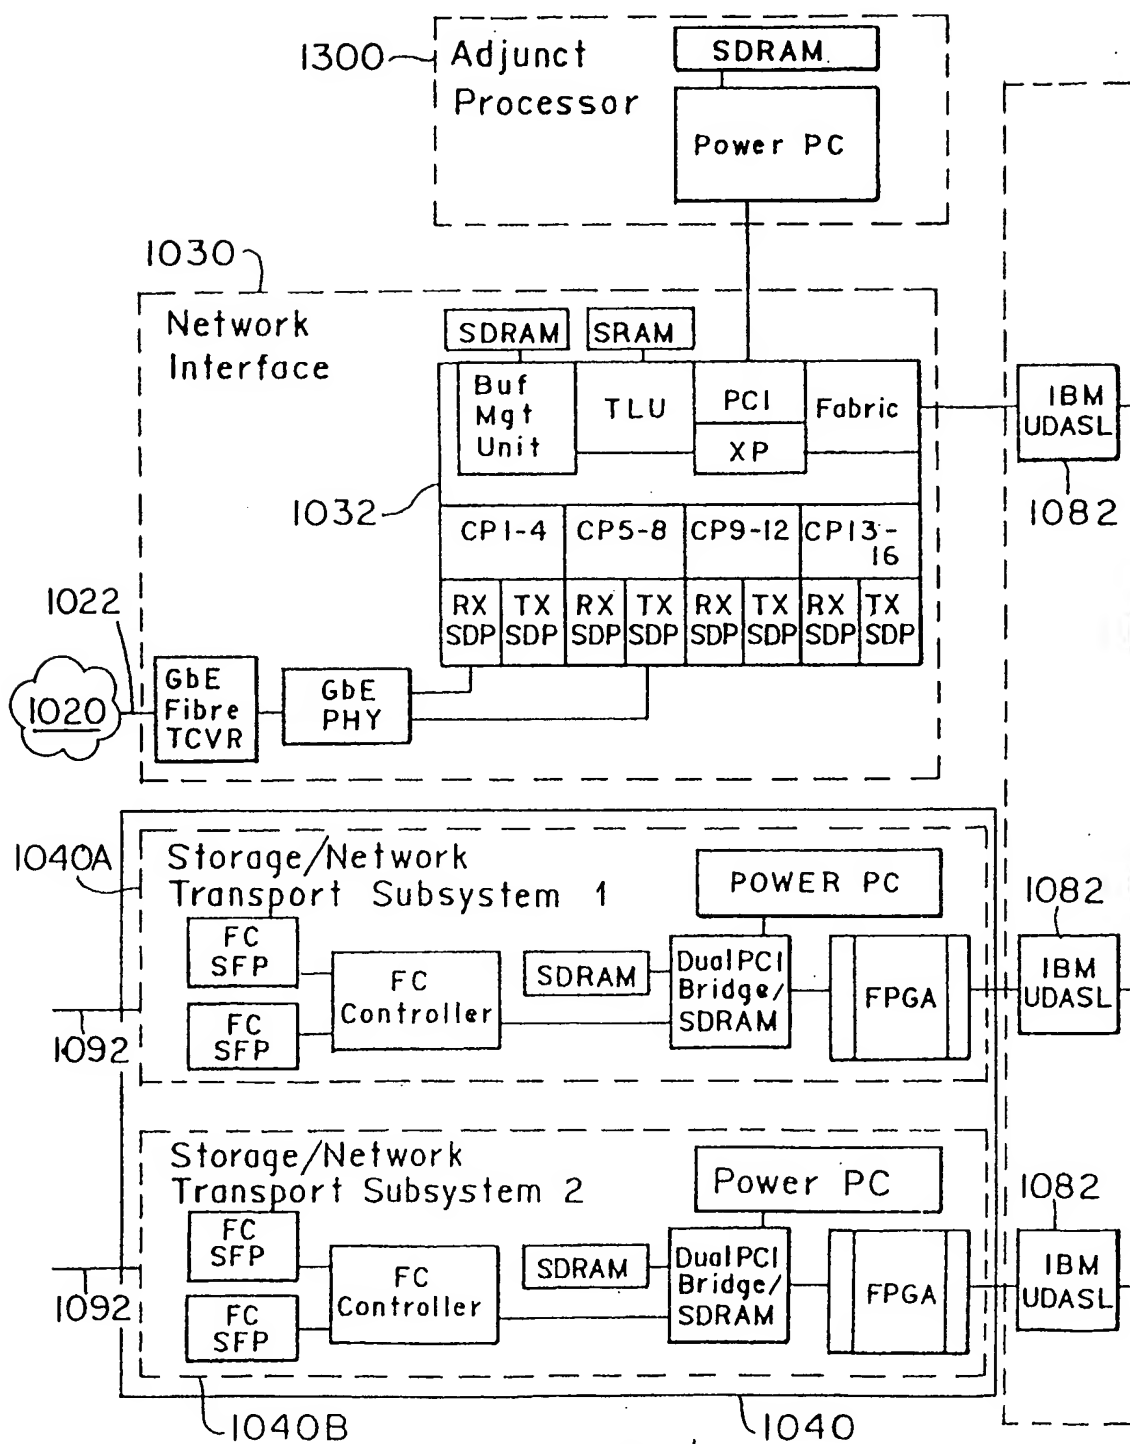 1300
Adjunct
Processor
SDRAM
Power PC
1030
Network
Interface
SDRAM
SRAM
Buf
Mgt
Unit
TLU
PCI
XP
Fabric
IBM
UDASL
1082
1032
CP1-4
CP5-8
CP9-12
CP13-
16
RX
SDP
TX
SDP
RX
SDP
TX
SDP
RX
SDP
TX
SDP
RX
SDP
TX
SDP
1022
1020
GbE
Fibre
TCVR
GbE
PHY
1040A
Storage/Network
Transport Subsystem 1
POWER PC
1082
FC
SFP
FC
SFP
FC
Controller
SDRAM
Dual PCI
Bridge/
SDRAM
FPGA
IBM
UDASL
1092
Storage/Network
Transport Subsystem 2
Power PC
1082
FC
SFP
FC
SFP
FC
Controller
SDRAM
Dual PCI
Bridge/
SDRAM
FPGA
IBM
UDASL
1092
1040B
1040